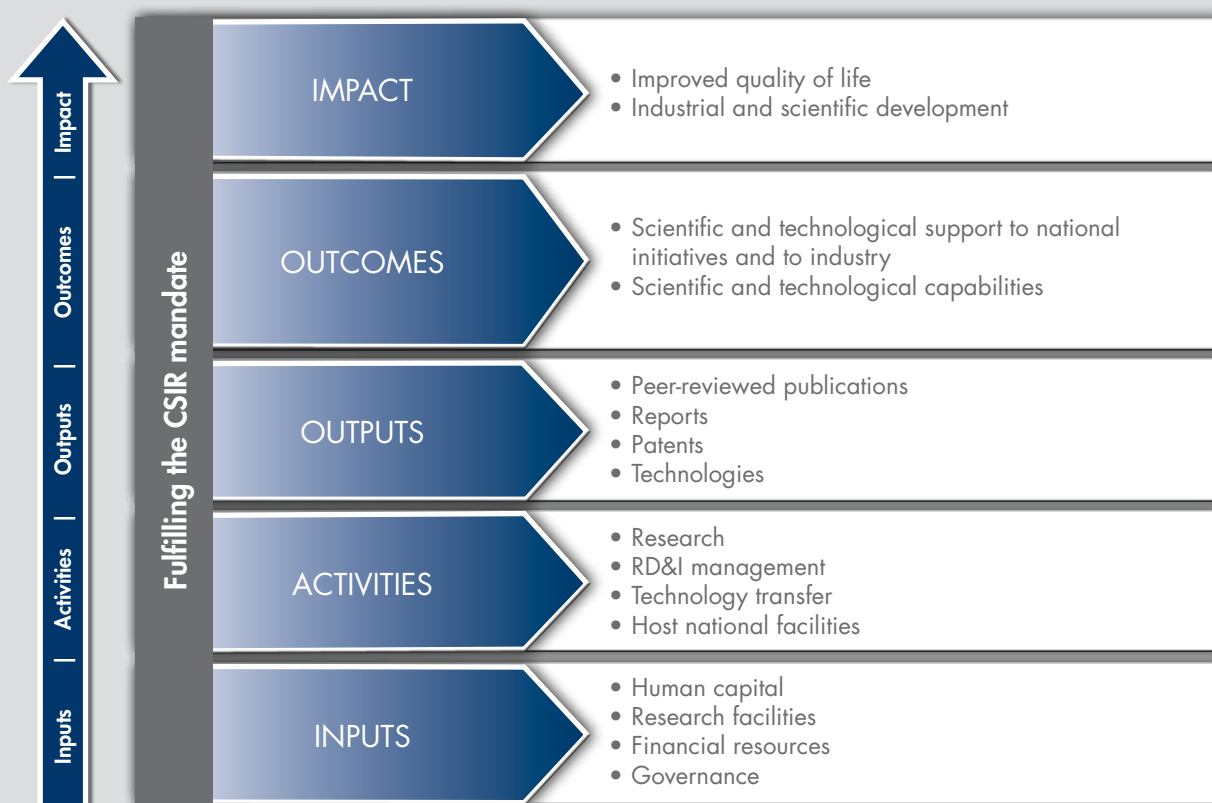 Impact | Outcomes | Outputs | Activities | Inputs
Fulfilling the CSIR mandate
IMPACT
• Improved quality of life
• Industrial and scientific development
OUTCOMES
• Scientific and technological support to national
initiatives and to industry
• Scientific and technological capabilities
OUTPUTS
• Peer-reviewed publications
• Reports
• Patents
• Technologies
ACTIVITIES
• Research
• RD&I management
• Technology transfer
• Host national facilities
INPUTS
• Human capital
• Research facilities
• Financial resources
• Governance